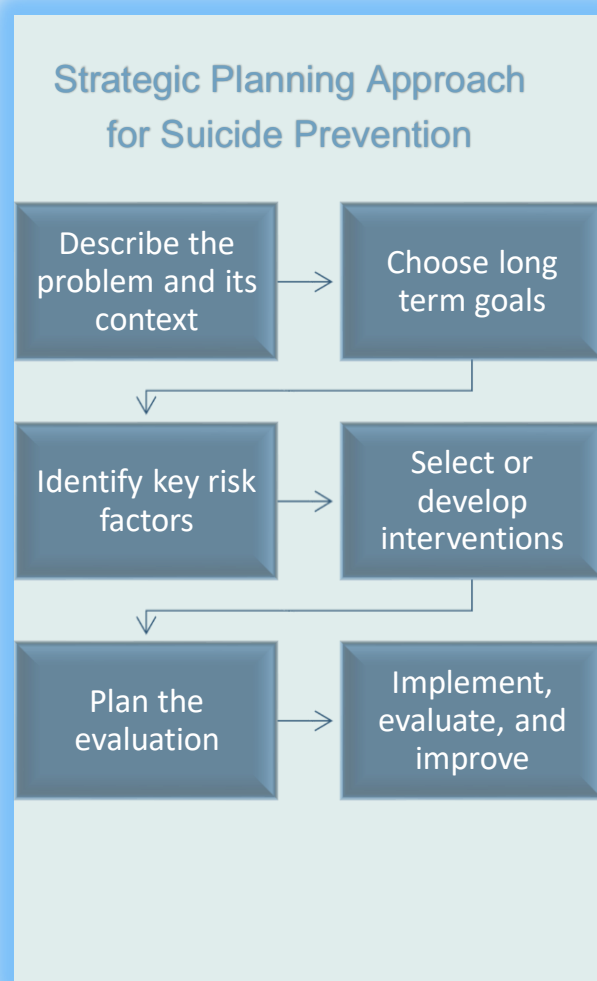 Strategic Planning Approach
for Suicide Prevention
Describe the
problem and its
context
Choose long
term goals
Identify key risk
factors
Select or
develop
interventions
Plan the
evaluation
Implement,
evaluate, and
improve